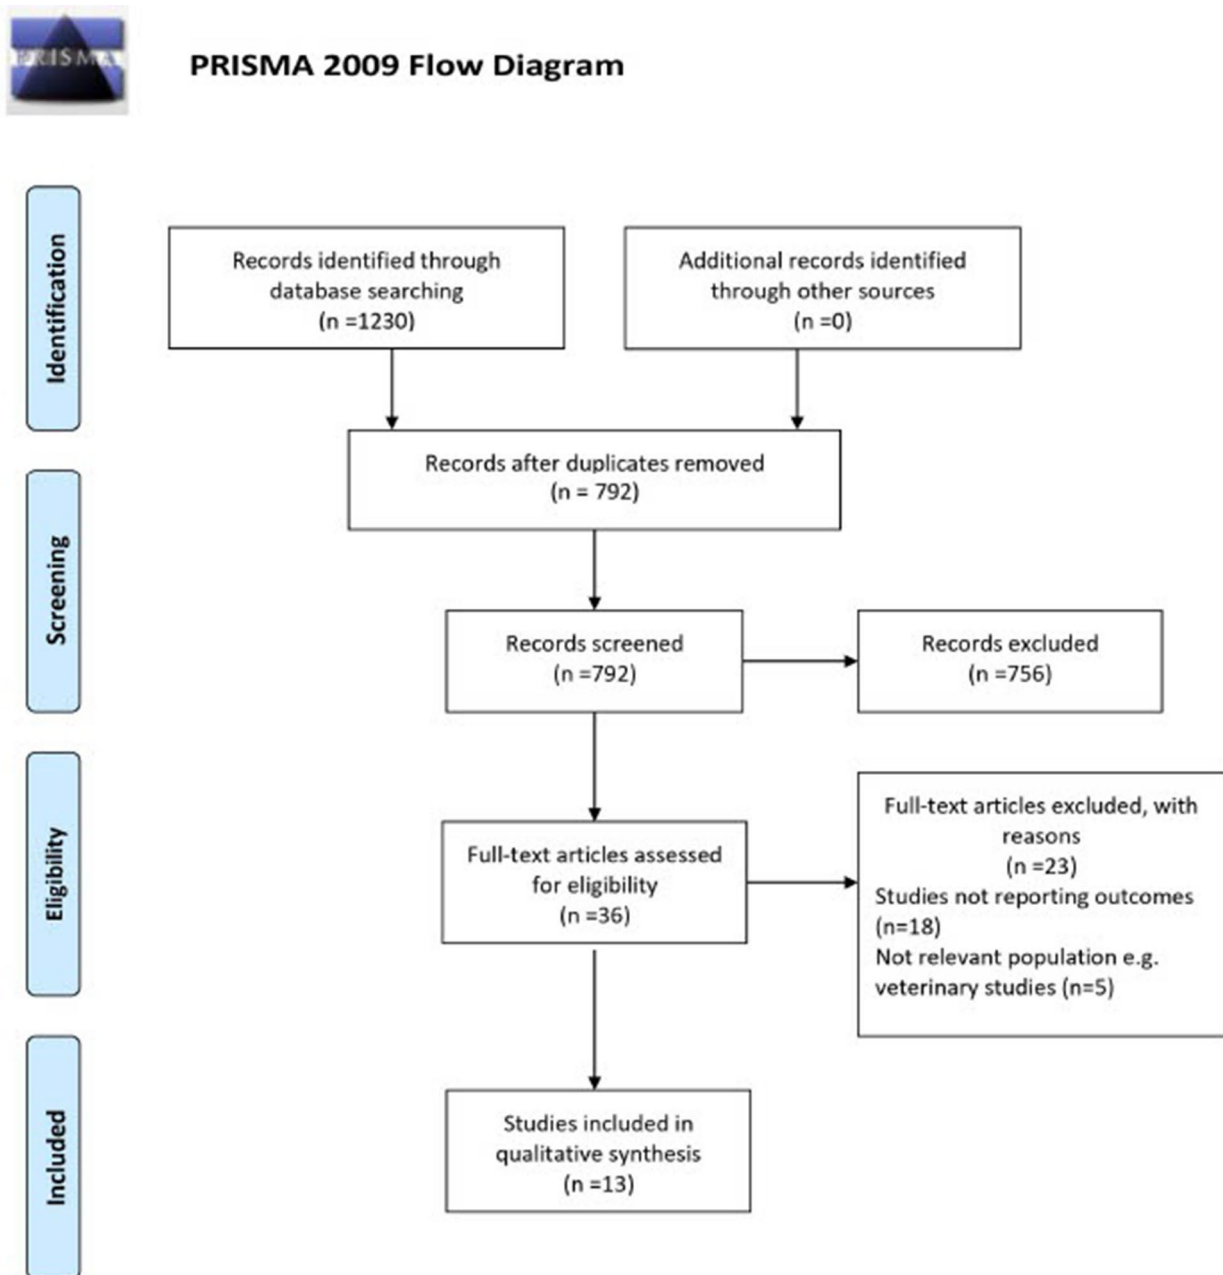 PRISMA
PRISMA 2009 Flow Diagram
Identification
Records identified through
database searching
(n =1230)
Additional records identified
through other sources
(n =0)
Records after duplicates removed
(n = 792)
Screening
Records screened
(n =792)
Records excluded
(n =756)
Eligibility
Full-text articles assessed
for eligibility
(n =36)
Full-text articles excluded, with
reasons
(n =23)
Studies not reporting outcomes
(n=18)
Not relevant population e.g.
veterinary studies (n=5)
Included
Studies included in
qualitative synthesis
(n =13)